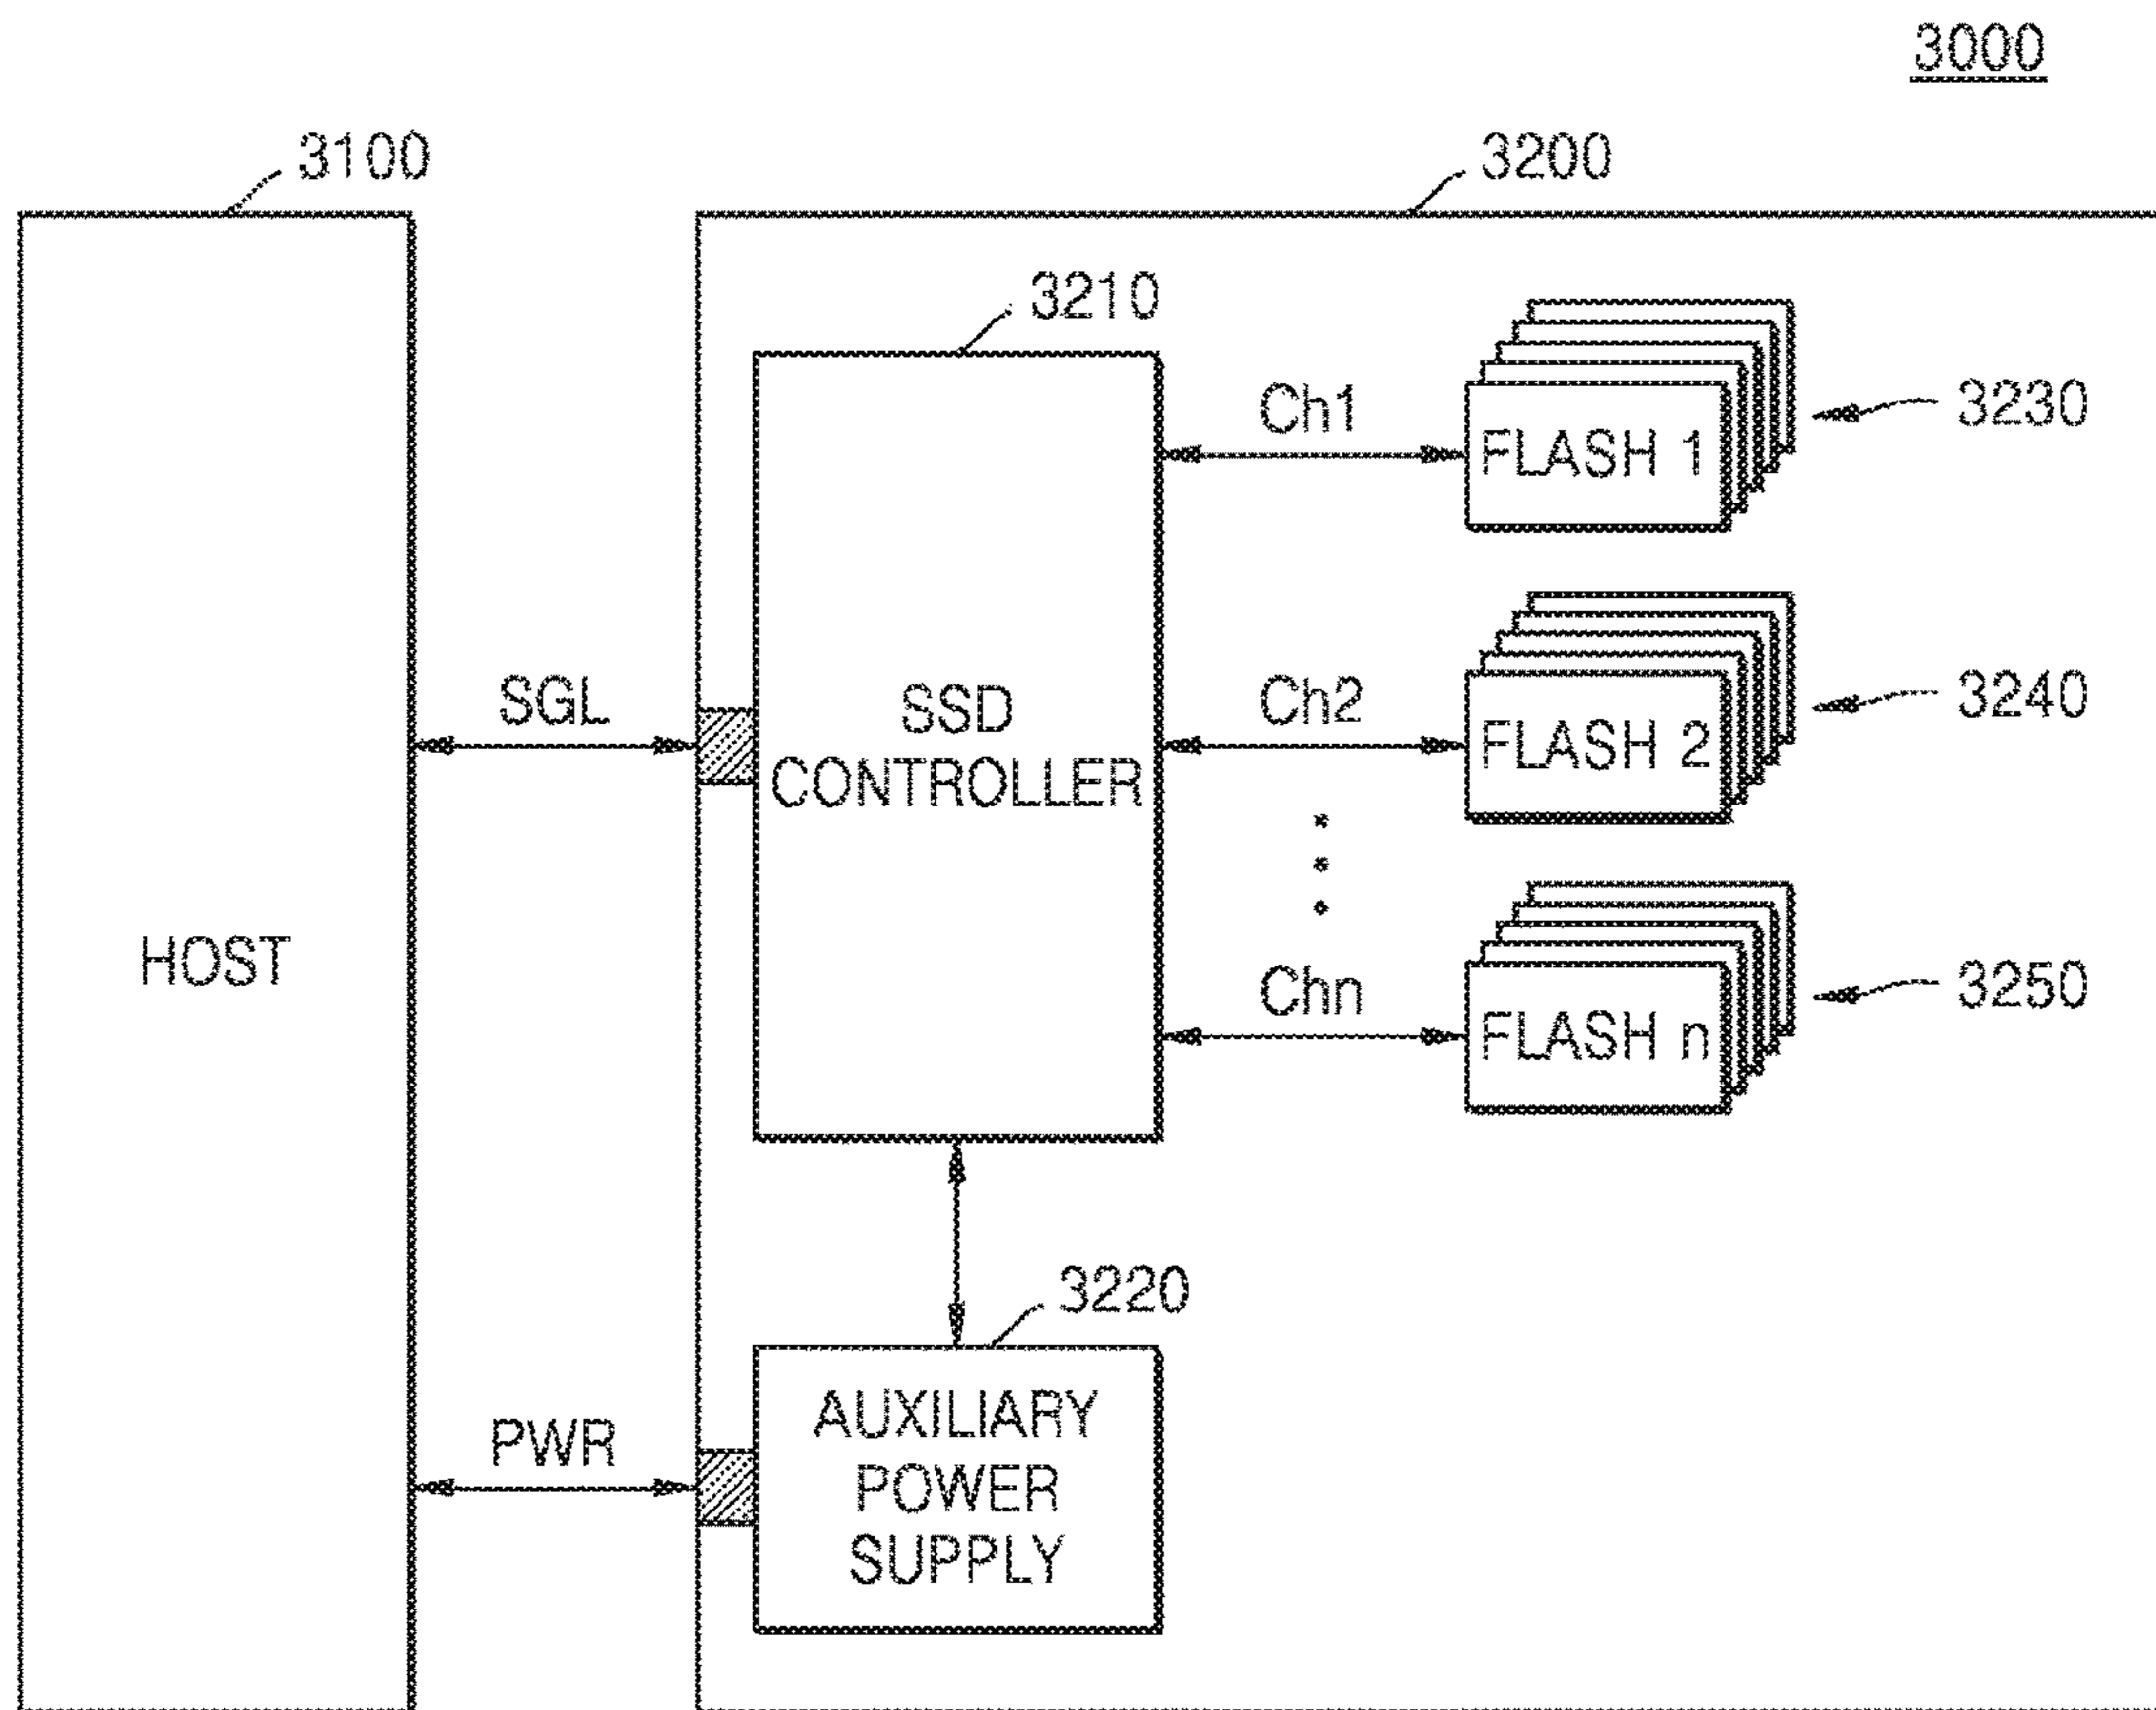 3000
3100
3200
3210
Ch1
FLASH 1
3230
SGL
SSD
CONTROLLER
Ch2
FLASH 2
3240
HOST
Chn
FLASH n
3250
3220
PWR
AUXILIARY
POWER
SUPPLY